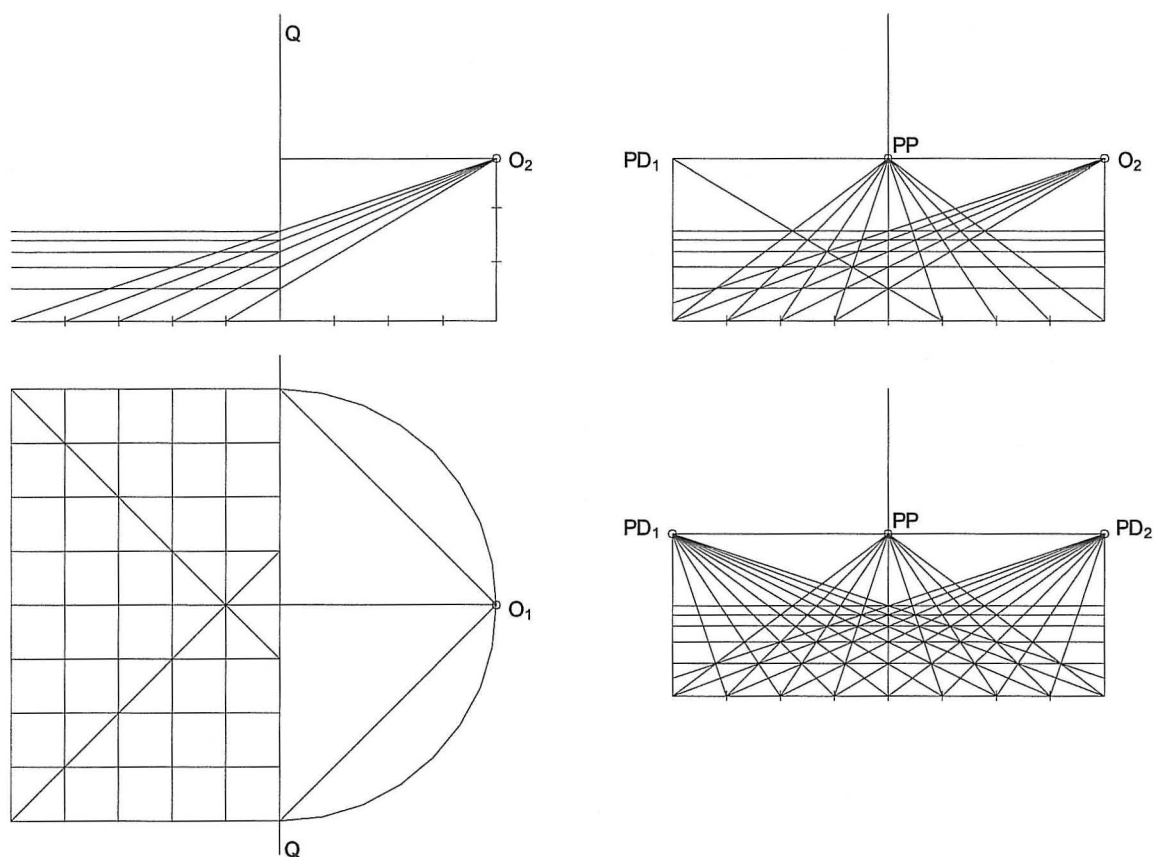 Q
O₂
PD₁ PP O₂
O₁
Q
PD₁ PP PD₂